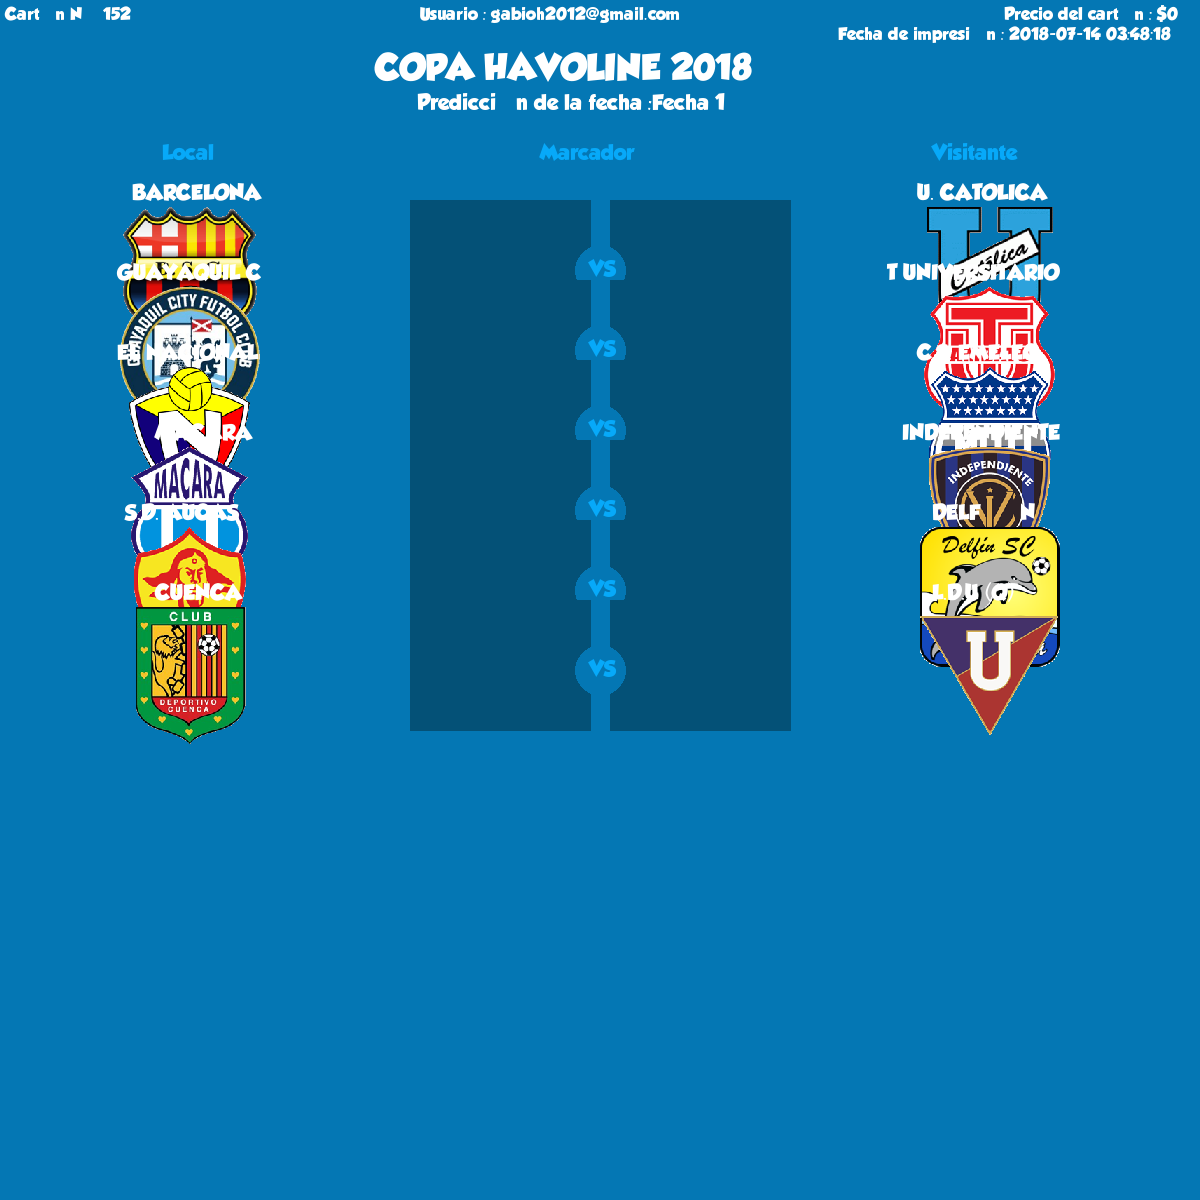 Cart n N 152
Usuario : gabioh2012@gmail.com
Precio del cart n : $0
Fecha de impresi n : 2018-07-14 03:48:18
COPA HAVOLINE 2018
Predicci n de la fecha :Fecha 1
Local
Marcador
Visitante
BARCELONA
U. CATOLICA
Católica
VS
GUAYAQUIL C
T UNIVERSITARIO
GUAYAQUIL CITY FUTBOL CLUB
T
VS
EL NACIONAL
C.S. EMELEC
N
VS
MACARA
INDEPENDIENTE
MACARA
INDEPENDIENTE
VS
S.D. AUCAS
DELF N
Delfín SC
VS
CUENCA
L.D.U (Q)
CLUB
DEPORTIVO
CUENCA
U
VS